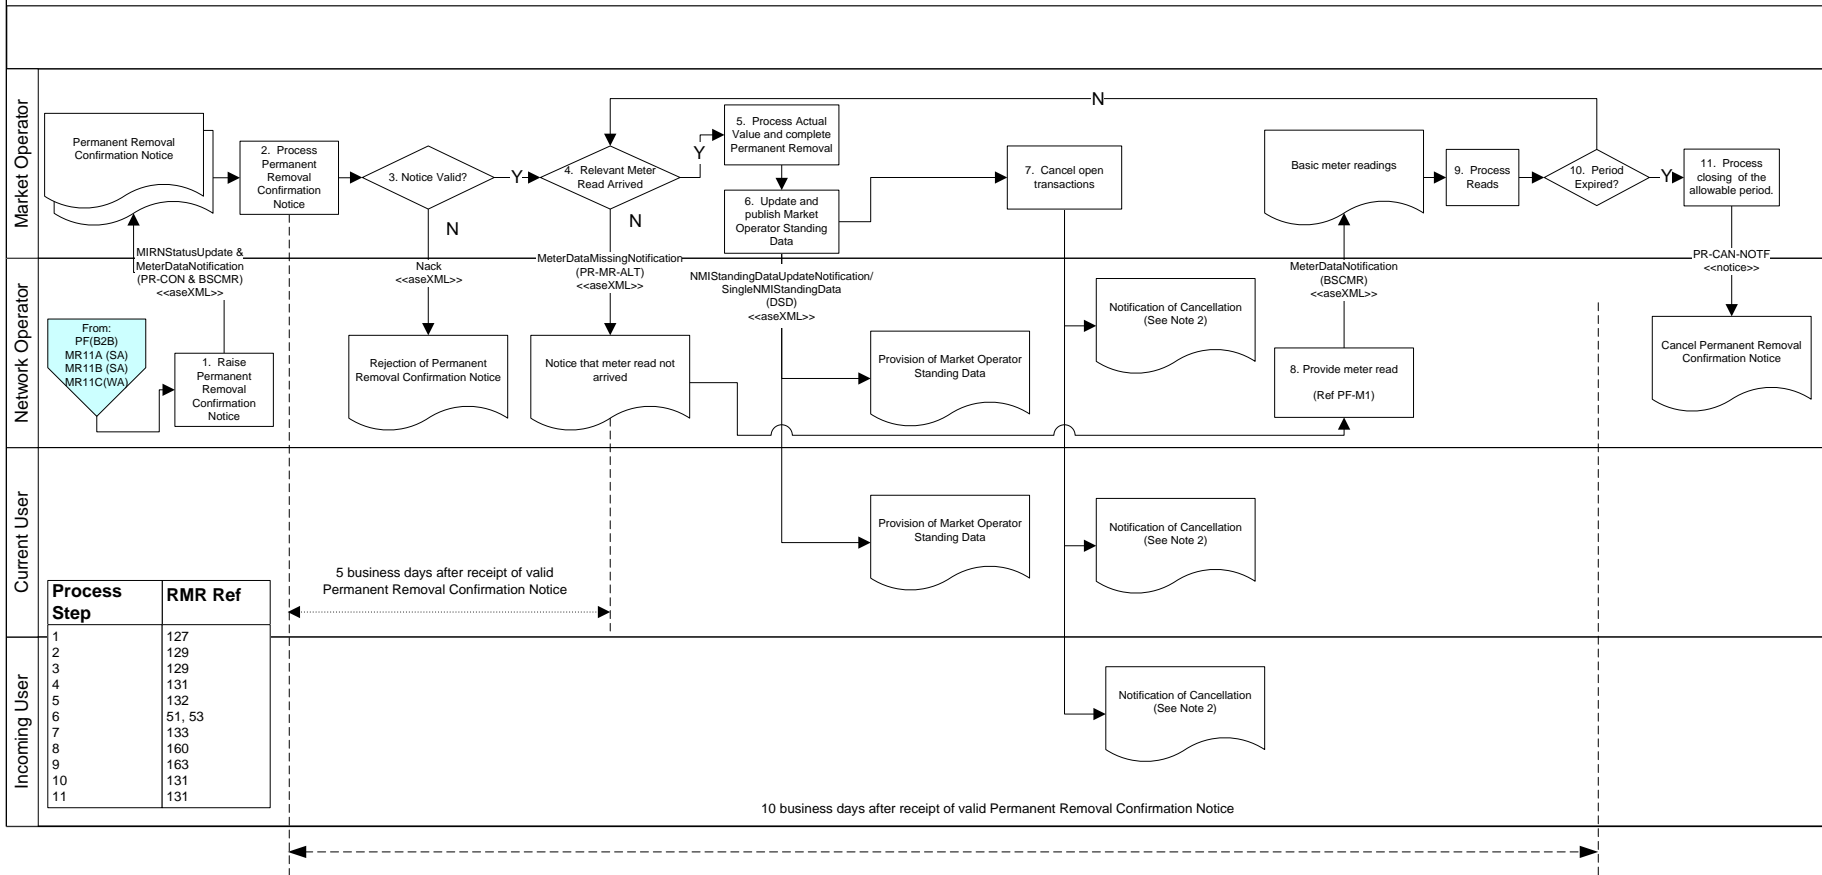 Market Operator
Permanent Removal
Confirmation Notice
2. Process
Permanent
Removal
Confirmation
Notice
3. Notice Valid?
Y
N
4. Relevant Meter
Read Arrived
Y
N
5. Process Actual
Value and complete
Permanent Removal
6. Update and
publish Market
Operator Standing
Data
7. Cancel open
transactions
N
Basic meter readings
9. Process
Reads
10. Period
Expired?
Y
11. Process
closing of the
allowable period.
MIRNStatusUpdate &
MeterDataNotification
(PR-CON & BSCMR)
<<aseXML>>
Nack
<<aseXML>>
MeterDataMissingNotification
(PR-MR-ALT)
<<aseXML>>
NMIStandingDataUpdateNotification/
SingleNMIStandingData
(DSD)
<<aseXML>>
MeterDataNotification
(BSCMR)
<<aseXML>>
PR-CAN-NOTF
<<notice>>
Network Operator
From:
PF(B2B)
MR11A (SA)
MR11B (SA)
MR11C(WA)
1. Raise
Permanent
Removal
Confirmation
Notice
Rejection of Permanent
Removal Confirmation Notice
Notice that meter read not
arrived
Provision of Market Operator
Standing Data
Notification of Cancellation
(See Note 2)
8. Provide meter read
(Ref PF-M1)
Cancel Permanent Removal
Confirmation Notice
Current User
Provision of Market Operator
Standing Data
Notification of Cancellation
(See Note 2)
5 business days after receipt of valid
Permanent Removal Confirmation Notice
Incoming User
Notification of Cancellation
(See Note 2)
Process Step RMR Ref
1 127
2 129
3 129
4 131
5 132
6 51, 53
7 133
8 160
9 163
10 131
11 131
10 business days after receipt of valid Permanent Removal Confirmation Notice